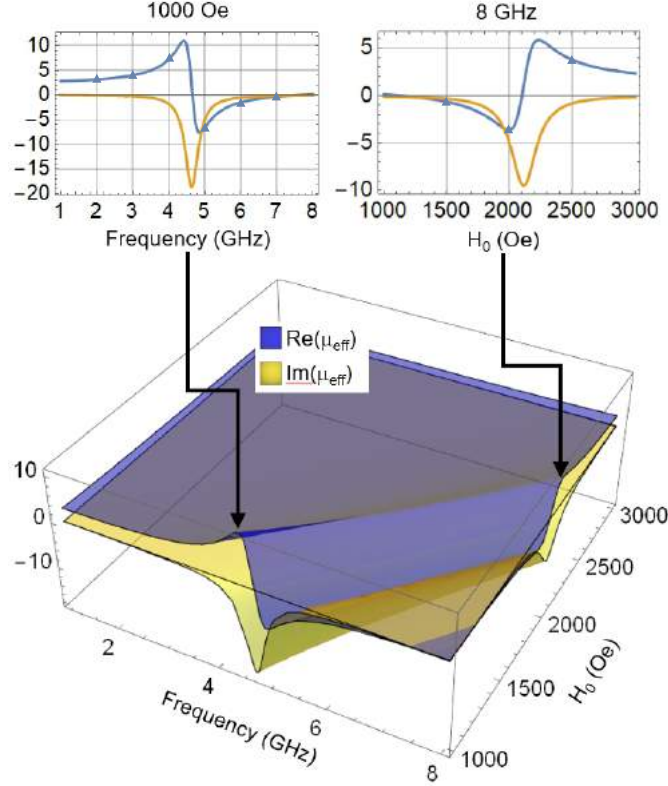 1000 Oe
10
5
0
−5
−10
−15
−20
1 2 3 4 5 6 7 8
Frequency (GHz)
8 GHz
5
0
−5
−10
1000 1500 2000 2500 3000
H₀ (Oe)
Re(μeff)
Im(μeff)
10
0
−10
2
4
6
8
Frequency (GHz)
1000
1500
2000
2500
3000
H₀ (Oe)